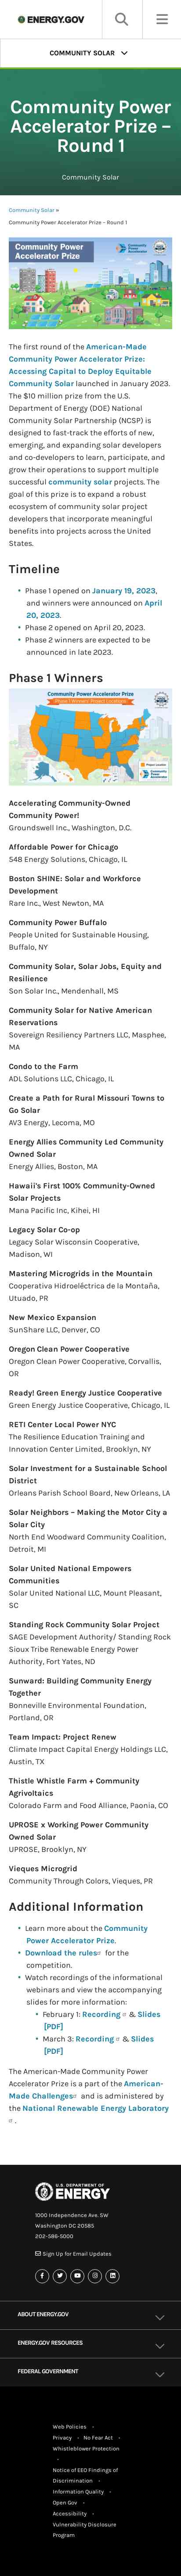 ENERGY.GOV
COMMUNITY SOLAR
Community Power
Accelerator Prize –
Round 1
Community Solar
Community Solar »
Community Power Accelerator Prize – Round 1
Community Power
Accelerator Prize
Community Power
Accelerator
First round of the American-Made
Community Power Accelerator Prize:
Accessing Capital to Deploy Equitable
Community Solar launched in January 2023.
The $10 million prize from the U.S.
Department of Energy (DOE) National
Community Solar Partnership (NCSP) is
designed to fast-track the efforts of new,
emerging, and expanding solar developers
to co-developers to learn, participate, and
grow their operations to support multiple
successful community solar projects. The
goal of this prize is to expand a robust
ecosystem of community solar project
developers that incorporate meaningful
benefits into projects throughout the United
States.
Timeline
Phase 1 opened on January 19, 2023,
and winners were announced on April
20, 2023.
Phase 2 opened on April 20, 2023.
Phase 2 winners are expected to be
announced in late 2023.
Phase 1 Winners
Community Power Accelerator Prize
Phase 1 Winners' Project Locations
Community Power
Accelerator
Accelerating Community-Owned
Community Power!
Groundswell Inc., Washington, D.C.
Affordable Power for Chicago
548 Energy Solutions, Chicago, IL
Boston SHINE: Solar and Workforce
Development
Rare Inc., West Newton, MA
Community Power Buffalo
People United for Sustainable Housing,
Buffalo, NY
Community Solar, Solar Jobs, Equity and
Resilience
Son Solar Inc., Mendenhall, MS
Community Solar for Native American
Reservations
Sovereign Resiliency Partners LLC, Masphee,
MA
Condo to the Farm
ADL Solutions LLC, Chicago, IL
Create a Path for Rural Missouri Towns to
Go Solar
AV3 Energy, Lecoma, MO
Energy Allies Community Led Community
Owned Solar
Energy Allies, Boston, MA
Hawaii's First 100% Community-Owned
Solar Projects
Mana Pacific Inc, Kihei, HI
Legacy Solar Co-op
Legacy Solar Wisconsin Cooperative,
Madison, WI
Mastering Microgrids in the Mountain
Cooperativa Hidroeléctrica de la Montaña,
Utuado, PR
New Mexico Expansion
SunShare LLC, Denver, CO
Oregon Clean Power Cooperative
Oregon Clean Power Cooperative, Corvallis,
OR
Ready! Green Energy Justice Cooperative
Green Energy Justice Cooperative, Chicago, IL
RETI Center Local Power NYC
The Resilience Education Training and
Innovation Center Limited, Brooklyn, NY
Solar Investment for a Sustainable School
District
Orleans Parish School Board, New Orleans, LA
Solar Neighbors – Making the Motor City a
Solar City
North End Woodward Community Coalition,
Detroit, MI
Solar United National Empowers
Communities
Solar United National LLC, Mount Pleasant,
SC
Standing Rock Community Solar Project
SAGE Development Authority/ Standing Rock
Sioux Tribe Renewable Energy Power
Authority, Fort Yates, ND
Sunward: Building Community Energy
Together
Bonneville Environmental Foundation,
Portland, OR
Team Impact: Project Renew
Climate Impact Capital Energy Holdings LLC,
Austin, TX
Thistle Whistle Farm + Community
Agrivoltaics
Colorado Farm and Food Alliance, Paonia, CO
UPROSE x Working Power Community
Owned Solar
UPROSE, Brooklyn, NY
Vieques Microgrid
Community Through Colors, Vieques, PR
Additional Information
Learn more about the Community
Power Accelerator Prize.
Download the rules for the
competition.
Watch recordings of the informational
webinars and view the accompanying
slides for more information:
February 1: Recording & Slides
[PDF]
March 3: Recording & Slides
[PDF]
The American-Made Community Power
Accelerator Prize is part of the American-
Made Challenges and is administered by
the National Renewable Energy Laboratory
.
U.S. DEPARTMENT OF
ENERGY
1000 Independence Ave. SW
Washington DC 20585
202-586-5000
Sign Up for Email Updates
ABOUT ENERGY.GOV
ENERGY.GOV RESOURCES
FEDERAL GOVERNMENT
Web Policies •
Privacy • No Fear Act •
Whistleblower Protection
•
Notice of EEO Findings of
Discrimination •
Information Quality •
Open Gov •
Accessibility •
Vulnerability Disclosure
Program